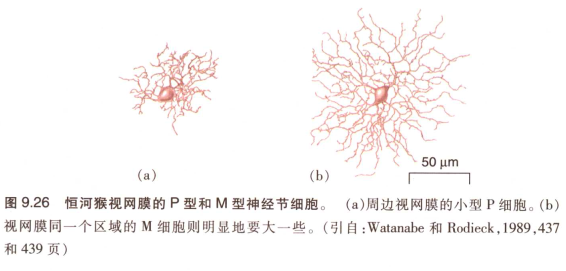 (a)
(b)
50 μm
图 9.26 恒河猴视网膜的 P 型和 M 型神经节细胞。 (a)周边视网膜的小型 P 细胞。(b)
视网膜同一个区域的 M 细胞则明显地要大一些。(引自:Watanabe 和 Rodieck,1989,437
和 439 页)